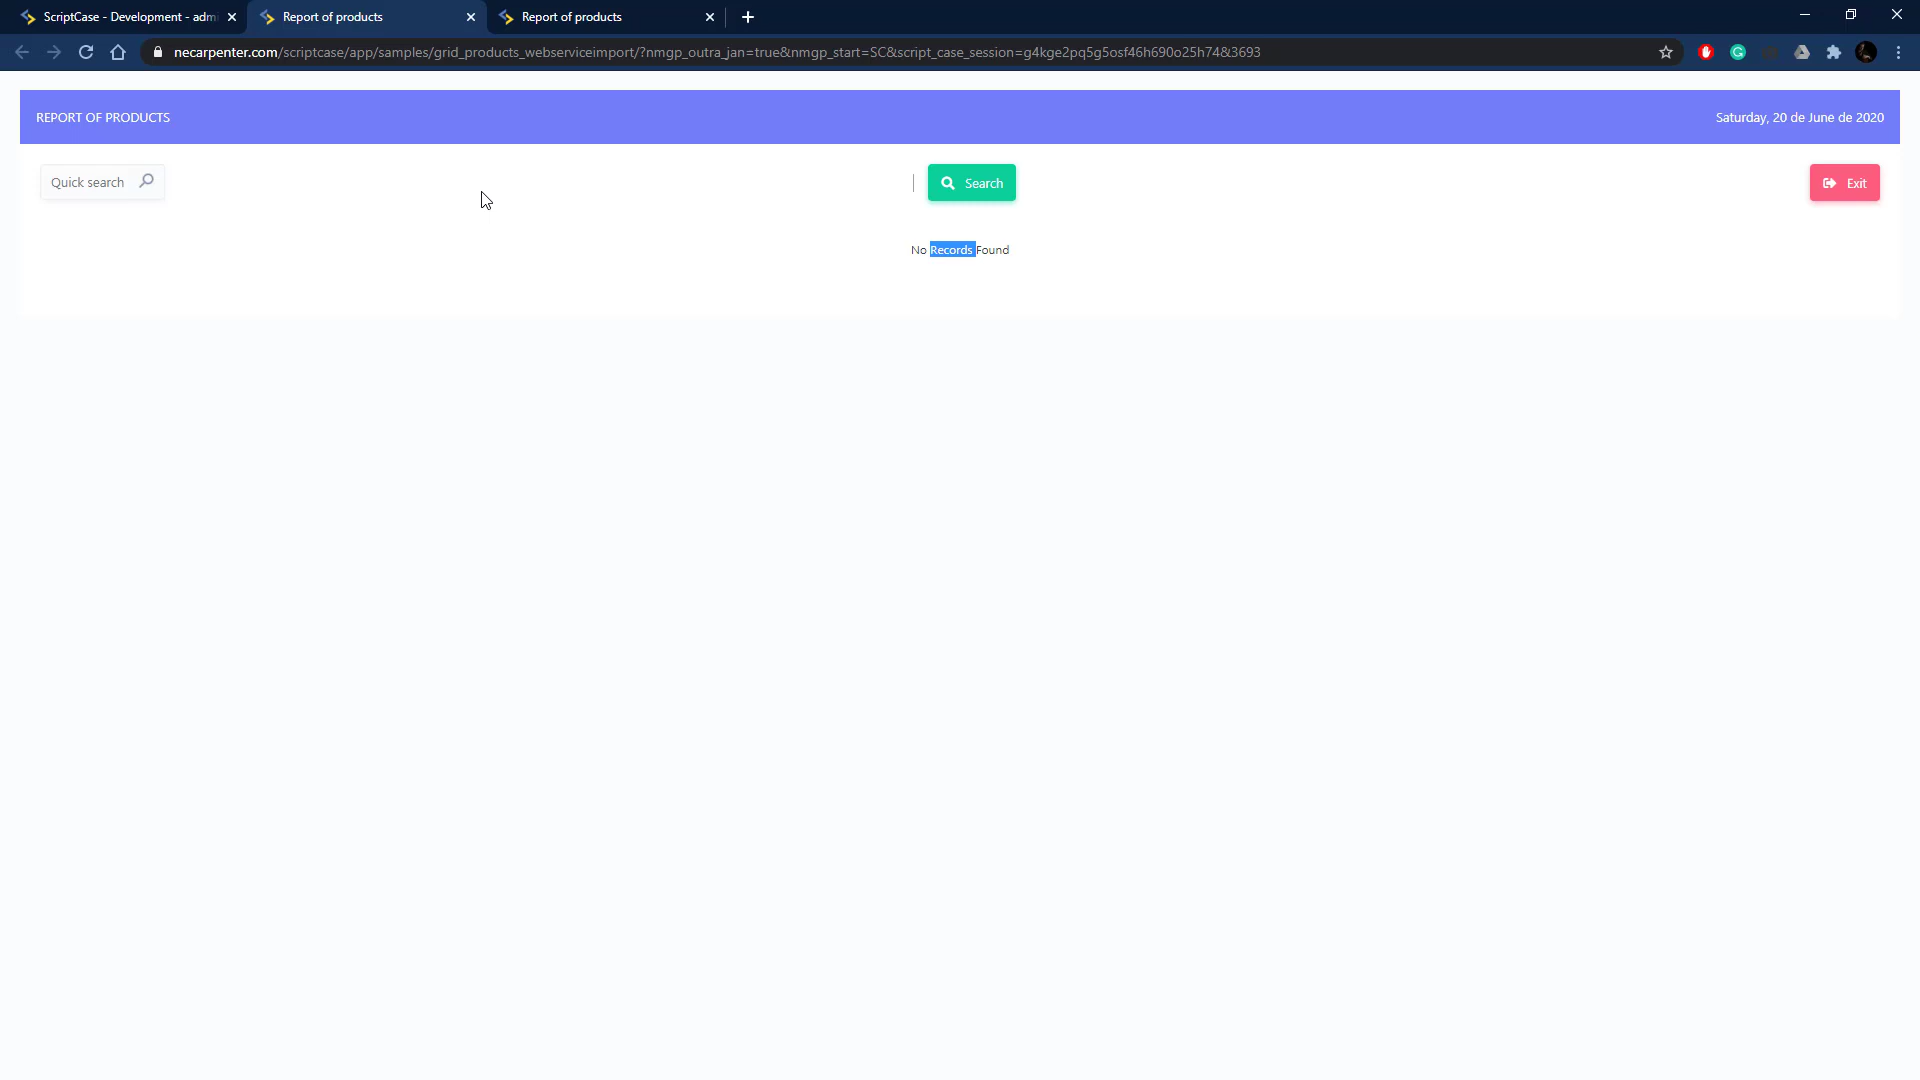 ScriptCase - Development - admi
Report of products
Report of products
necarpenter.com/scriptcase/app/samples/grid_products_webserviceimport/?nmgp_outra_jan=true&nmgp_start=SC&script_case_session=g4kge2pq5g5osf46h690o25h74&3693
REPORT OF PRODUCTS
Saturday, 20 de June de 2020
Quick search
Search
Exit
No Records Found